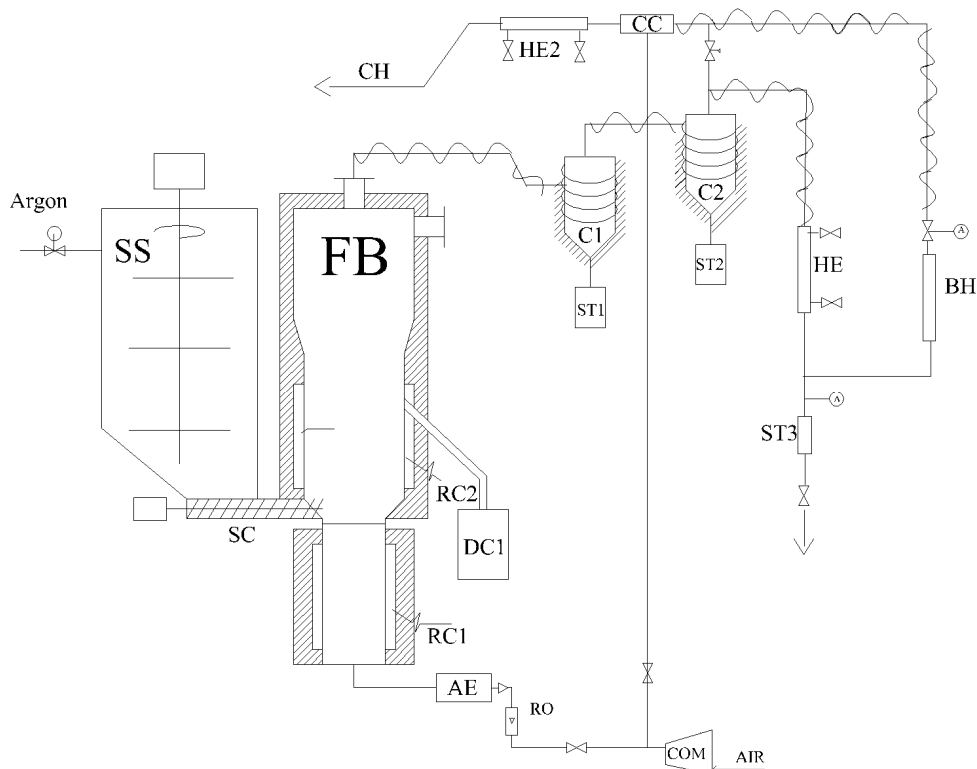 CC
HE2
CH
Argon
SS
FB
C1
C2
ST1
ST2
HE
BH
A
A
ST3
RC2
SC
DC1
RC1
AE
RO
COM
AIR